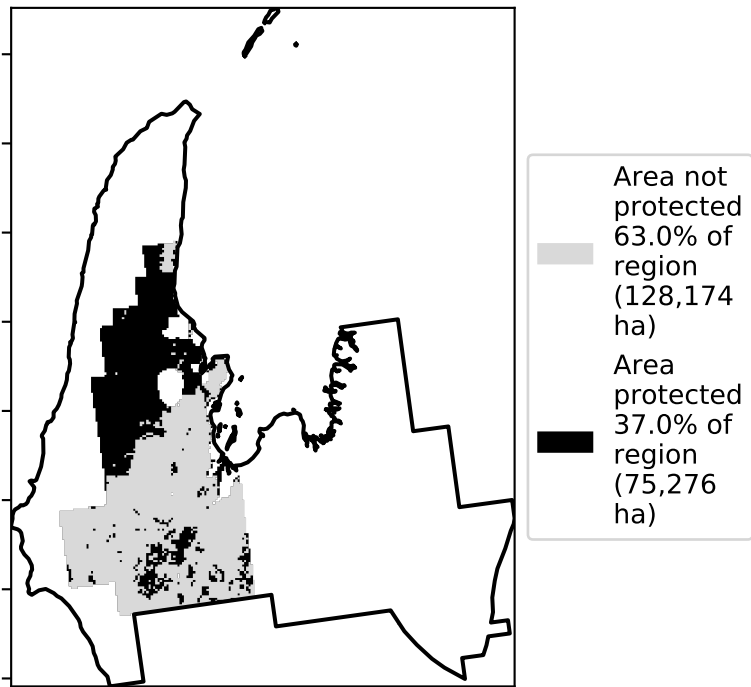 Area not
protected
63.0% of
region
(128,174
ha)
Area
protected
37.0% of
region
(75,276
ha)